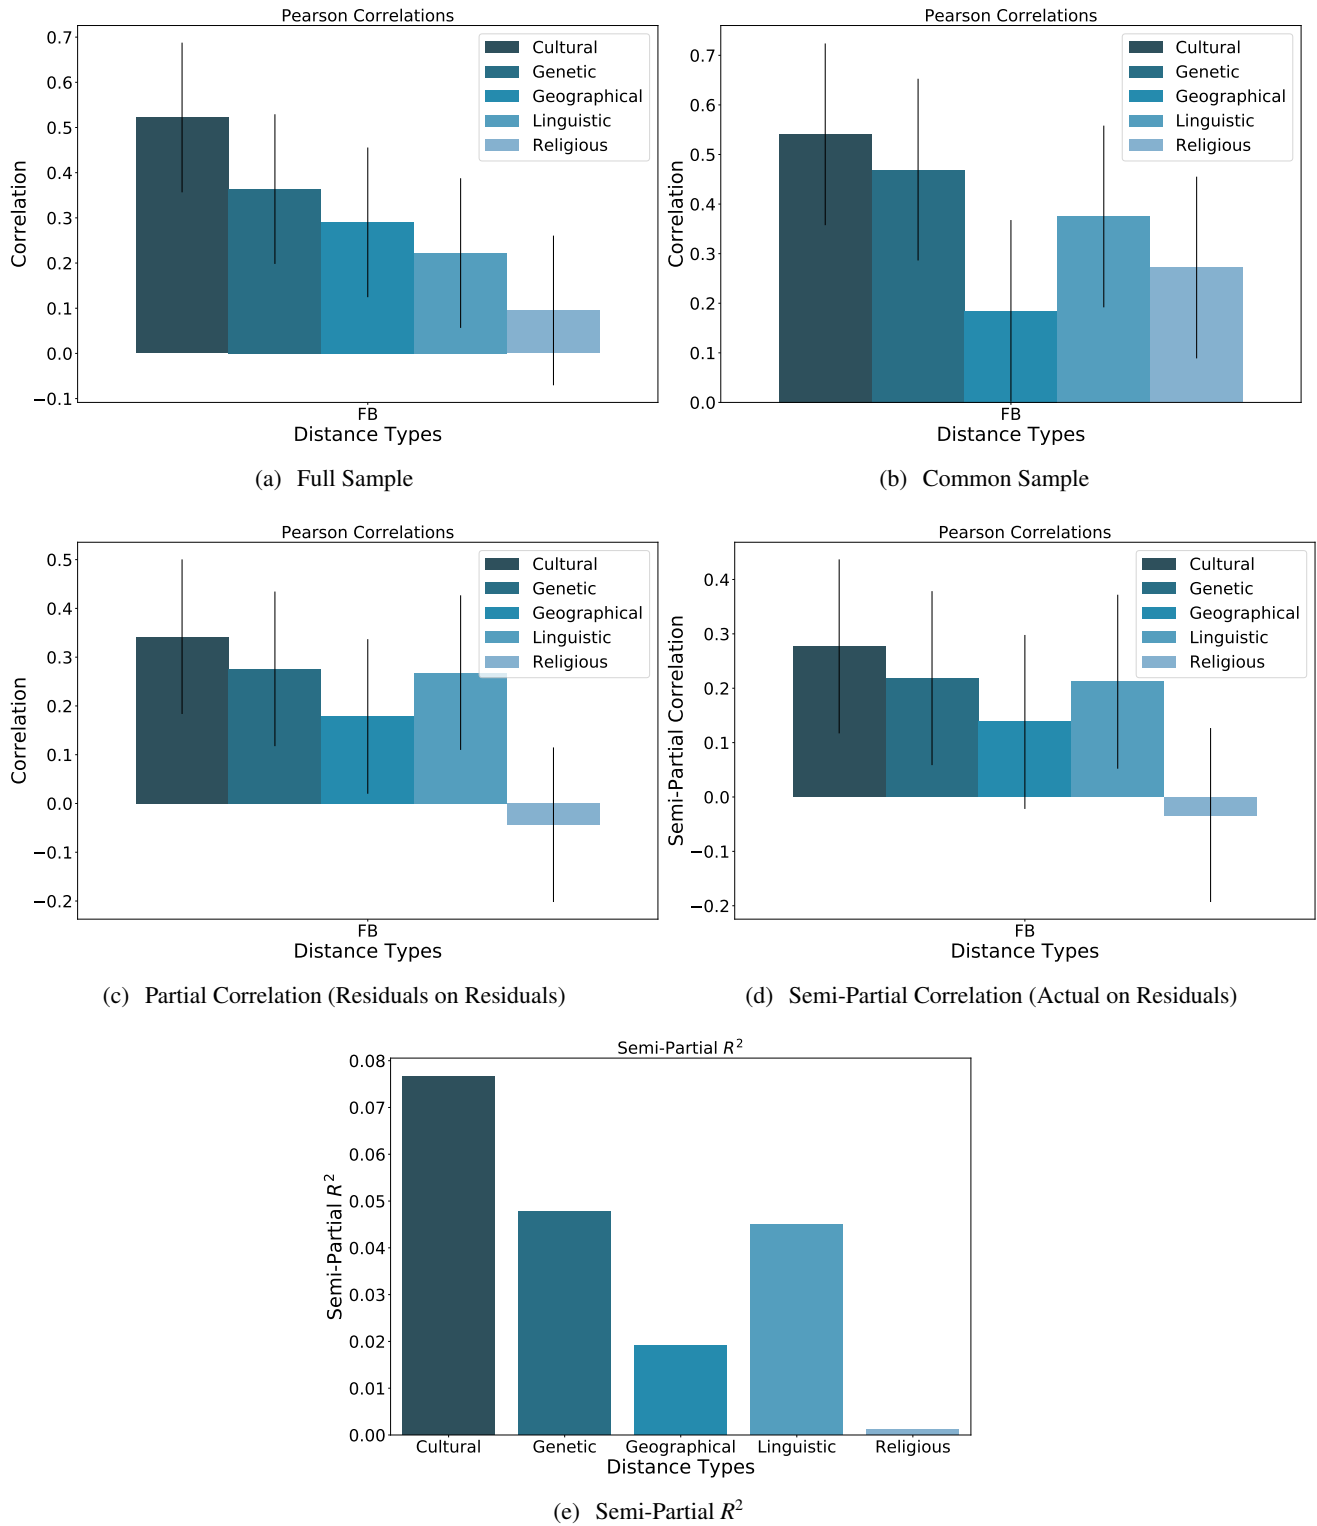 Pearson Correlations
0.7
0.6
0.5
0.4
0.3
0.2
0.1
0.0
−0.1
Correlation
Cultural
Genetic
Geographical
Linguistic
Religious
FB
Distance Types
(a) Full Sample
Pearson Correlations
0.7
0.6
0.5
0.4
0.3
0.2
0.1
0.0
Correlation
Cultural
Genetic
Geographical
Linguistic
Religious
FB
Distance Types
(b) Common Sample
Pearson Correlations
0.5
0.4
0.3
0.2
0.1
0.0
−0.1
−0.2
Correlation
Cultural
Genetic
Geographical
Linguistic
Religious
FB
Distance Types
(c) Partial Correlation (Residuals on Residuals)
Pearson Correlations
0.4
0.3
0.2
0.1
0.0
−0.1
−0.2
Semi-Partial Correlation
Cultural
Genetic
Geographical
Linguistic
Religious
FB
Distance Types
(d) Semi-Partial Correlation (Actual on Residuals)
Semi-Partial R²
0.08
0.07
0.06
0.05
0.04
0.03
0.02
0.01
0.00
Semi-Partial R²
Cultural Genetic Geographical Linguistic Religious
Distance Types
(e) Semi-Partial R²